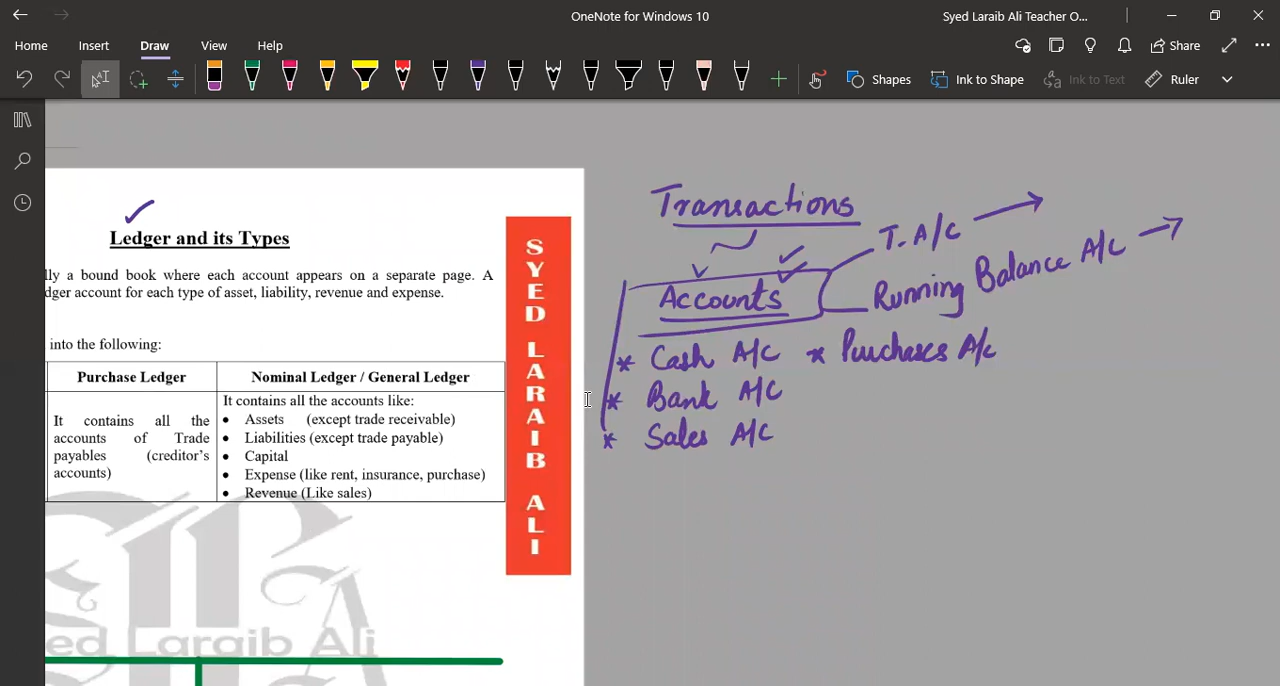 OneNote for Windows 10
Syed Laraib Ali Teacher O...
Home Insert Draw View Help
Share
Shapes
Ink to Shape
Ink to Text
Ruler
Ledger and its Types
lly a bound book where each account appears on a separate page. A
dger account for each type of asset, liability, revenue and expense.
into the following:
Purchase Ledger
It contains all the
accounts of Trade
payables (creditor's
accounts)
Nominal Ledger / General Ledger
It contains all the accounts like:
• Assets (except trade receivable)
• Liabilities (except trade payable)
• Capital
• Expense (like rent, insurance, purchase)
• Revenue (Like sales)
SYED LARAIB ALI
yed Laraib Ali
Transactions
T. A/C
Running Balance A/C
Accounts
* Cash A/C * Purchases A/c
* Bank A/C
* Sales A/C